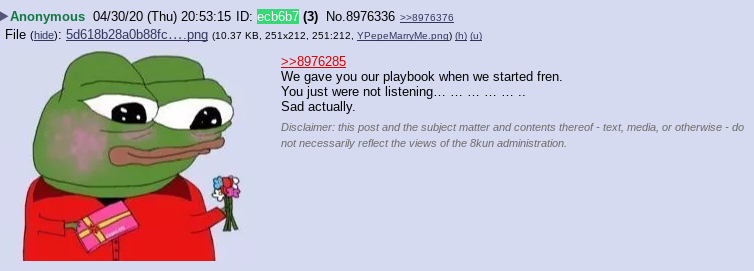 Anonymous 04/30/20 (Thu) 20:53:15 ID: ecb6b7 (3) No.8976336 >>8976376
File (hide): 5d618b28a0b88fc….png (10.37 KB, 251x212, 251:212, YPepeMarryMe.png) (h) (u)
>>8976285
We gave you our playbook when we started fren.
You just were not listening… … … … … ..
Sad actually.
Disclaimer: this post and the subject matter and contents thereof - text, media, or otherwise - do
not necessarily reflect the views of the 8kun administration.